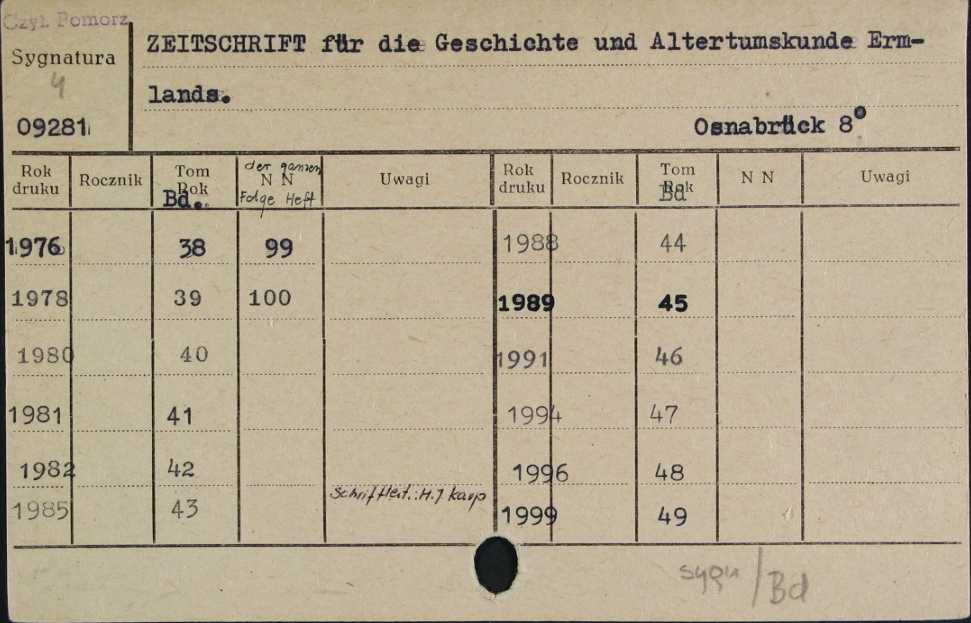 Czyt. Pomorz.
Sygnatura
4
09281
ZEITSCHRIFT für die Geschichte und Altertumskunde Erm-
lands.
Osnabrück 8°
Rok druku Rocznik Tom Rok Bd. der ganzen N N Folge Heft Uwagi Rok druku Rocznik Tom Rok Bd N N Uwagi
1976 38 99 1988 44
1978 39 100 1989 45
1980 40 1991 46
1981 41 1994 47
1982 42 1996 48
1985 43 Schriftleit.: H.J karp 1999 49
sygn / Bd